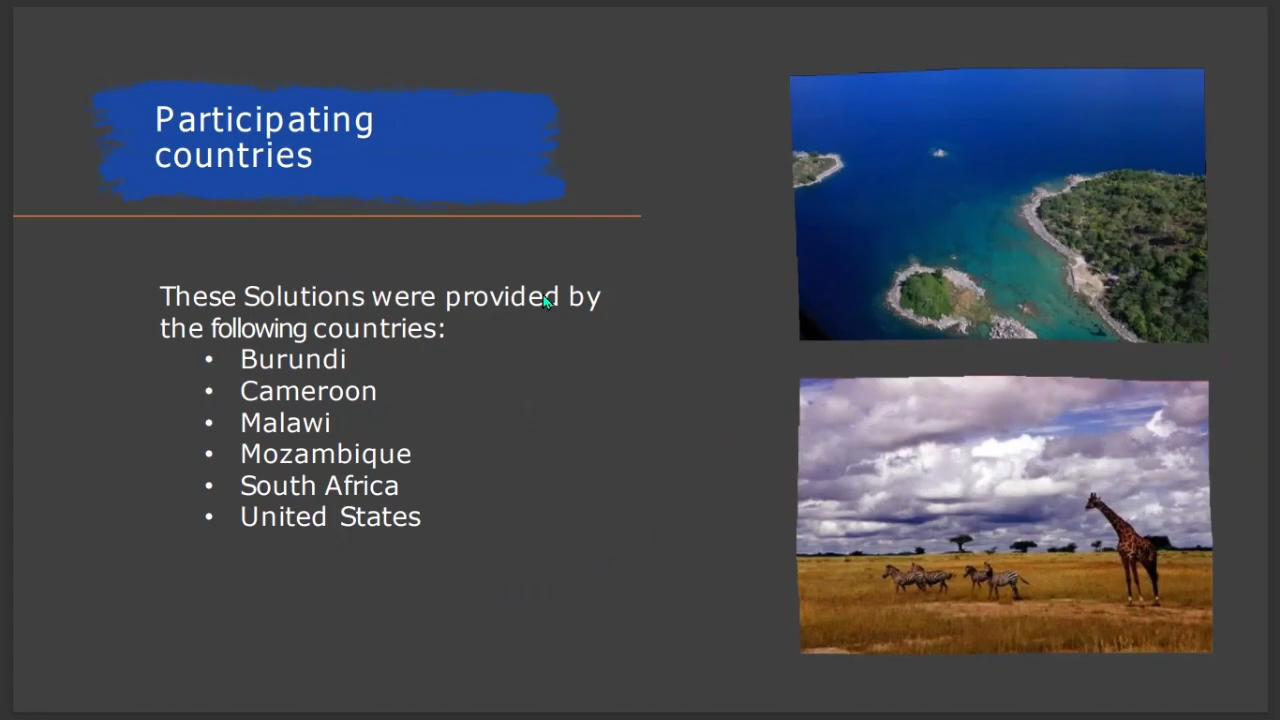 Participating
countries
These Solutions were provided by
the following countries:
• Burundi
• Cameroon
• Malawi
• Mozambique
• South Africa
• United States